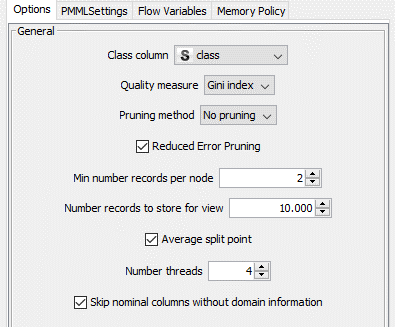 Options PMMLSettings Flow Variables Memory Policy
General
Class column S class
Quality measure Gini index
Pruning method No pruning
Reduced Error Pruning
Min number records per node 2
Number records to store for view 10.000
Average split point
Number threads 4
Skip nominal columns without domain information